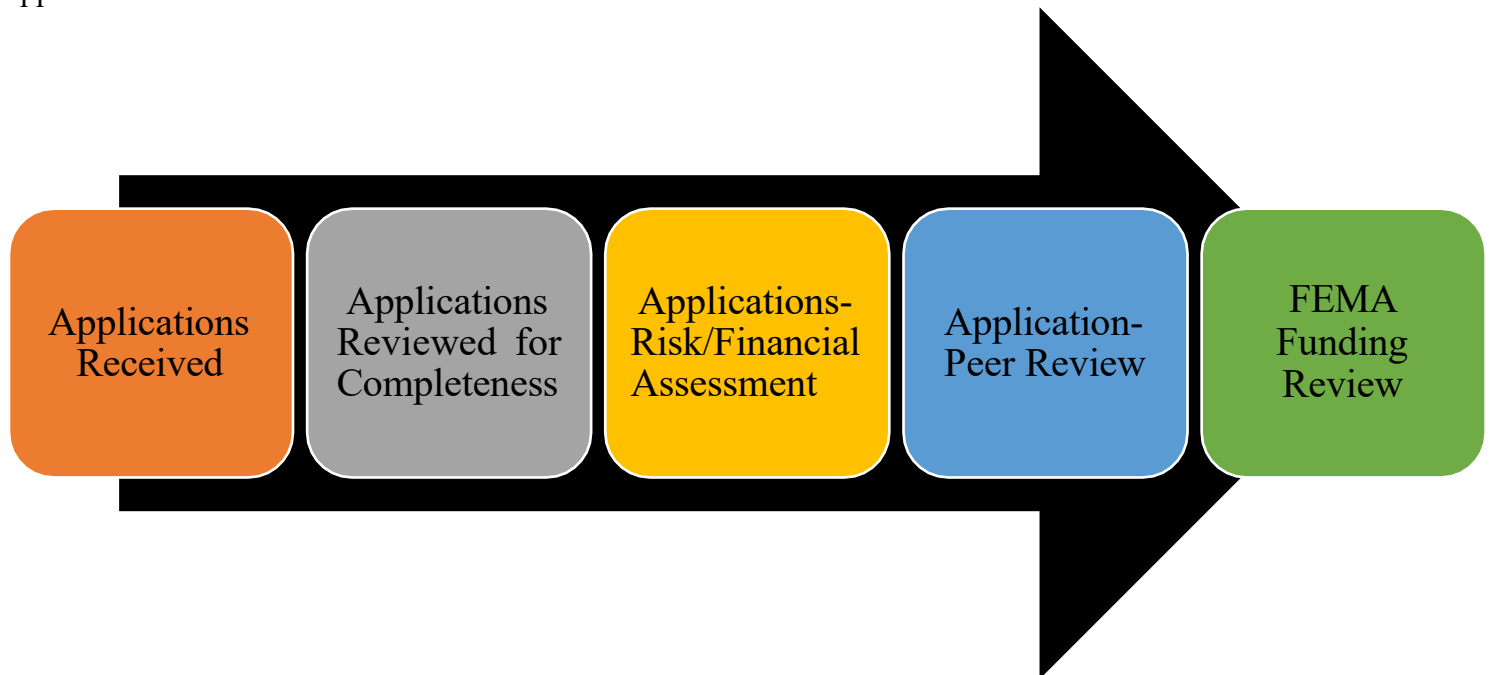 Applications
Received
Applications
Reviewed for
Completeness
Applications-
Risk/Financial
Assessment
Application-
Peer Review
FEMA
Funding
Review